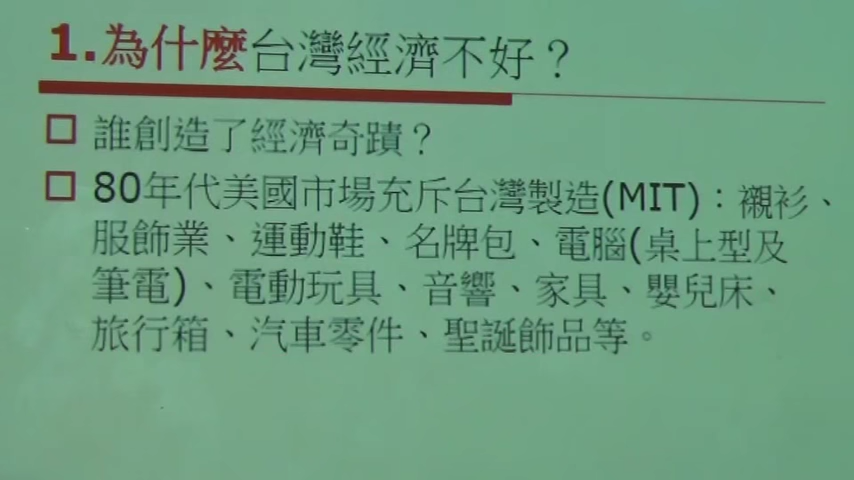 1.為什麼台灣經濟不好？
誰創造了經濟奇蹟？
80年代美國市場充斥台灣製造(MIT)：襯衫、
服飾業、運動鞋、名牌包、電腦(桌上型及
筆電)、電動玩具、音響、家具、嬰兒床、
旅行箱、汽車零件、聖誕飾品等。